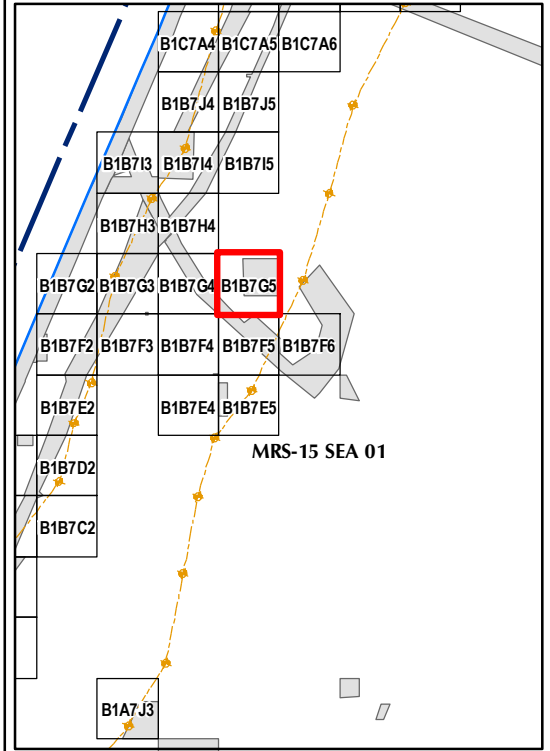 B1C7A4 B1C7A5 B1C7A6
B1B7J4 B1B7J5
B1B7I3 B1B7I4 B1B7I5
B1B7H3 B1B7H4
B1B7G2 B1B7G3 B1B7G4 B1B7G5
B1B7F2 B1B7F3 B1B7F4 B1B7F5 B1B7F6
B1B7E2 B1B7E4 B1B7E5
MRS-15 SEA 01
B1B7D2
B1B7C2
B1A7J3